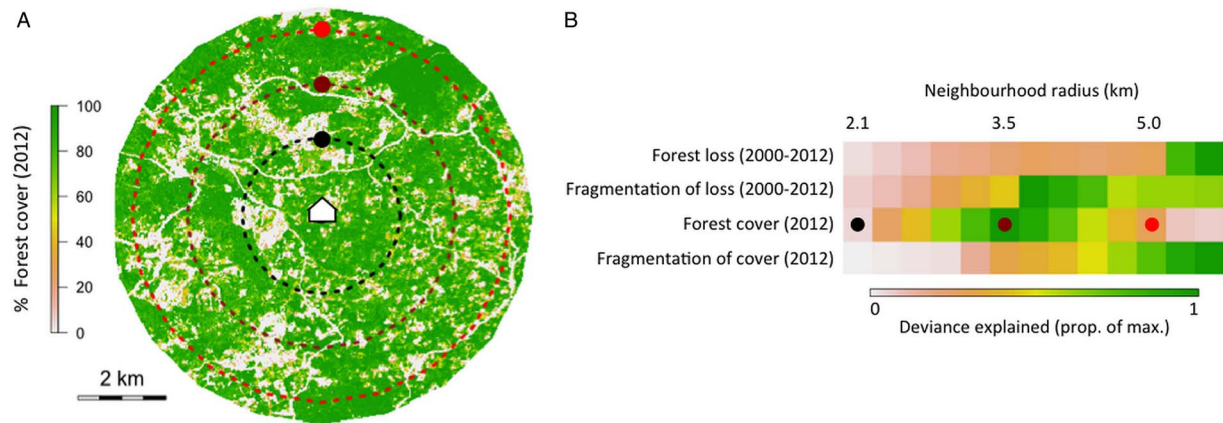 A
% Forest cover (2012)
100
80
60
40
20
0
2 km
B
Neighbourhood radius (km)
2.1 3.5 5.0
Forest loss (2000-2012)
Fragmentation of loss (2000-2012)
Forest cover (2012)
Fragmentation of cover (2012)
0 1
Deviance explained (prop. of max.)